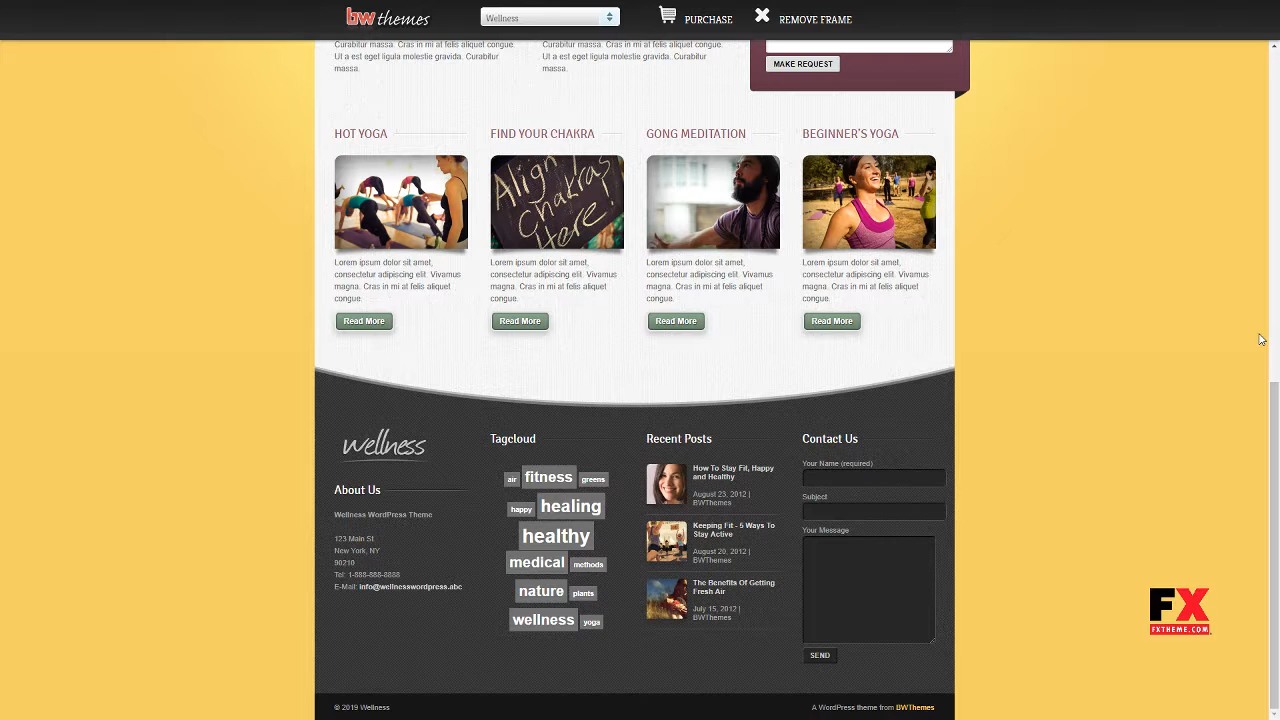 bw themes
Wellness
PURCHASE
REMOVE FRAME
Curabitur massa. Cras in mi at felis aliquet congue.
Ut a est eget ligula molestie gravida. Curabitur
massa.
Curabitur massa. Cras in mi at felis aliquet congue.
Ut a est eget ligula molestie gravida. Curabitur
massa.
MAKE REQUEST
HOT YOGA
Lorem ipsum dolor sit amet,
consectetur adipiscing elit. Vivamus
magna. Cras in mi at felis aliquet
congue.
Read More
FIND YOUR CHAKRA
Align
Chakras
Here!
Lorem ipsum dolor sit amet,
consectetur adipiscing elit. Vivamus
magna. Cras in mi at felis aliquet
congue.
Read More
GONG MEDITATION
Lorem ipsum dolor sit amet,
consectetur adipiscing elit. Vivamus
magna. Cras in mi at felis aliquet
congue.
Read More
BEGINNER'S YOGA
Lorem ipsum dolor sit amet,
consectetur adipiscing elit. Vivamus
magna. Cras in mi at felis aliquet
congue.
Read More
wellness
About Us
Wellness WordPress Theme
123 Main St.
New York, NY
90210
Tel: 1-888-888-8888
E-Mail: info@wellnesswordpress.abc
Tagcloud
air fitness greens
happy healing
healthy
medical methods
nature plants
wellness yoga
Recent Posts
How To Stay Fit, Happy
and Healthy
August 23, 2012 |
BWThemes
Keeping Fit - 5 Ways To
Stay Active
August 20, 2012 |
BWThemes
The Benefits Of Getting
Fresh Air
July 15, 2012 |
BWThemes
Contact Us
Your Name (required)
Subject
Your Message
SEND
FX
FXTHEME.COM
© 2019 Wellness
A WordPress theme from BWThemes